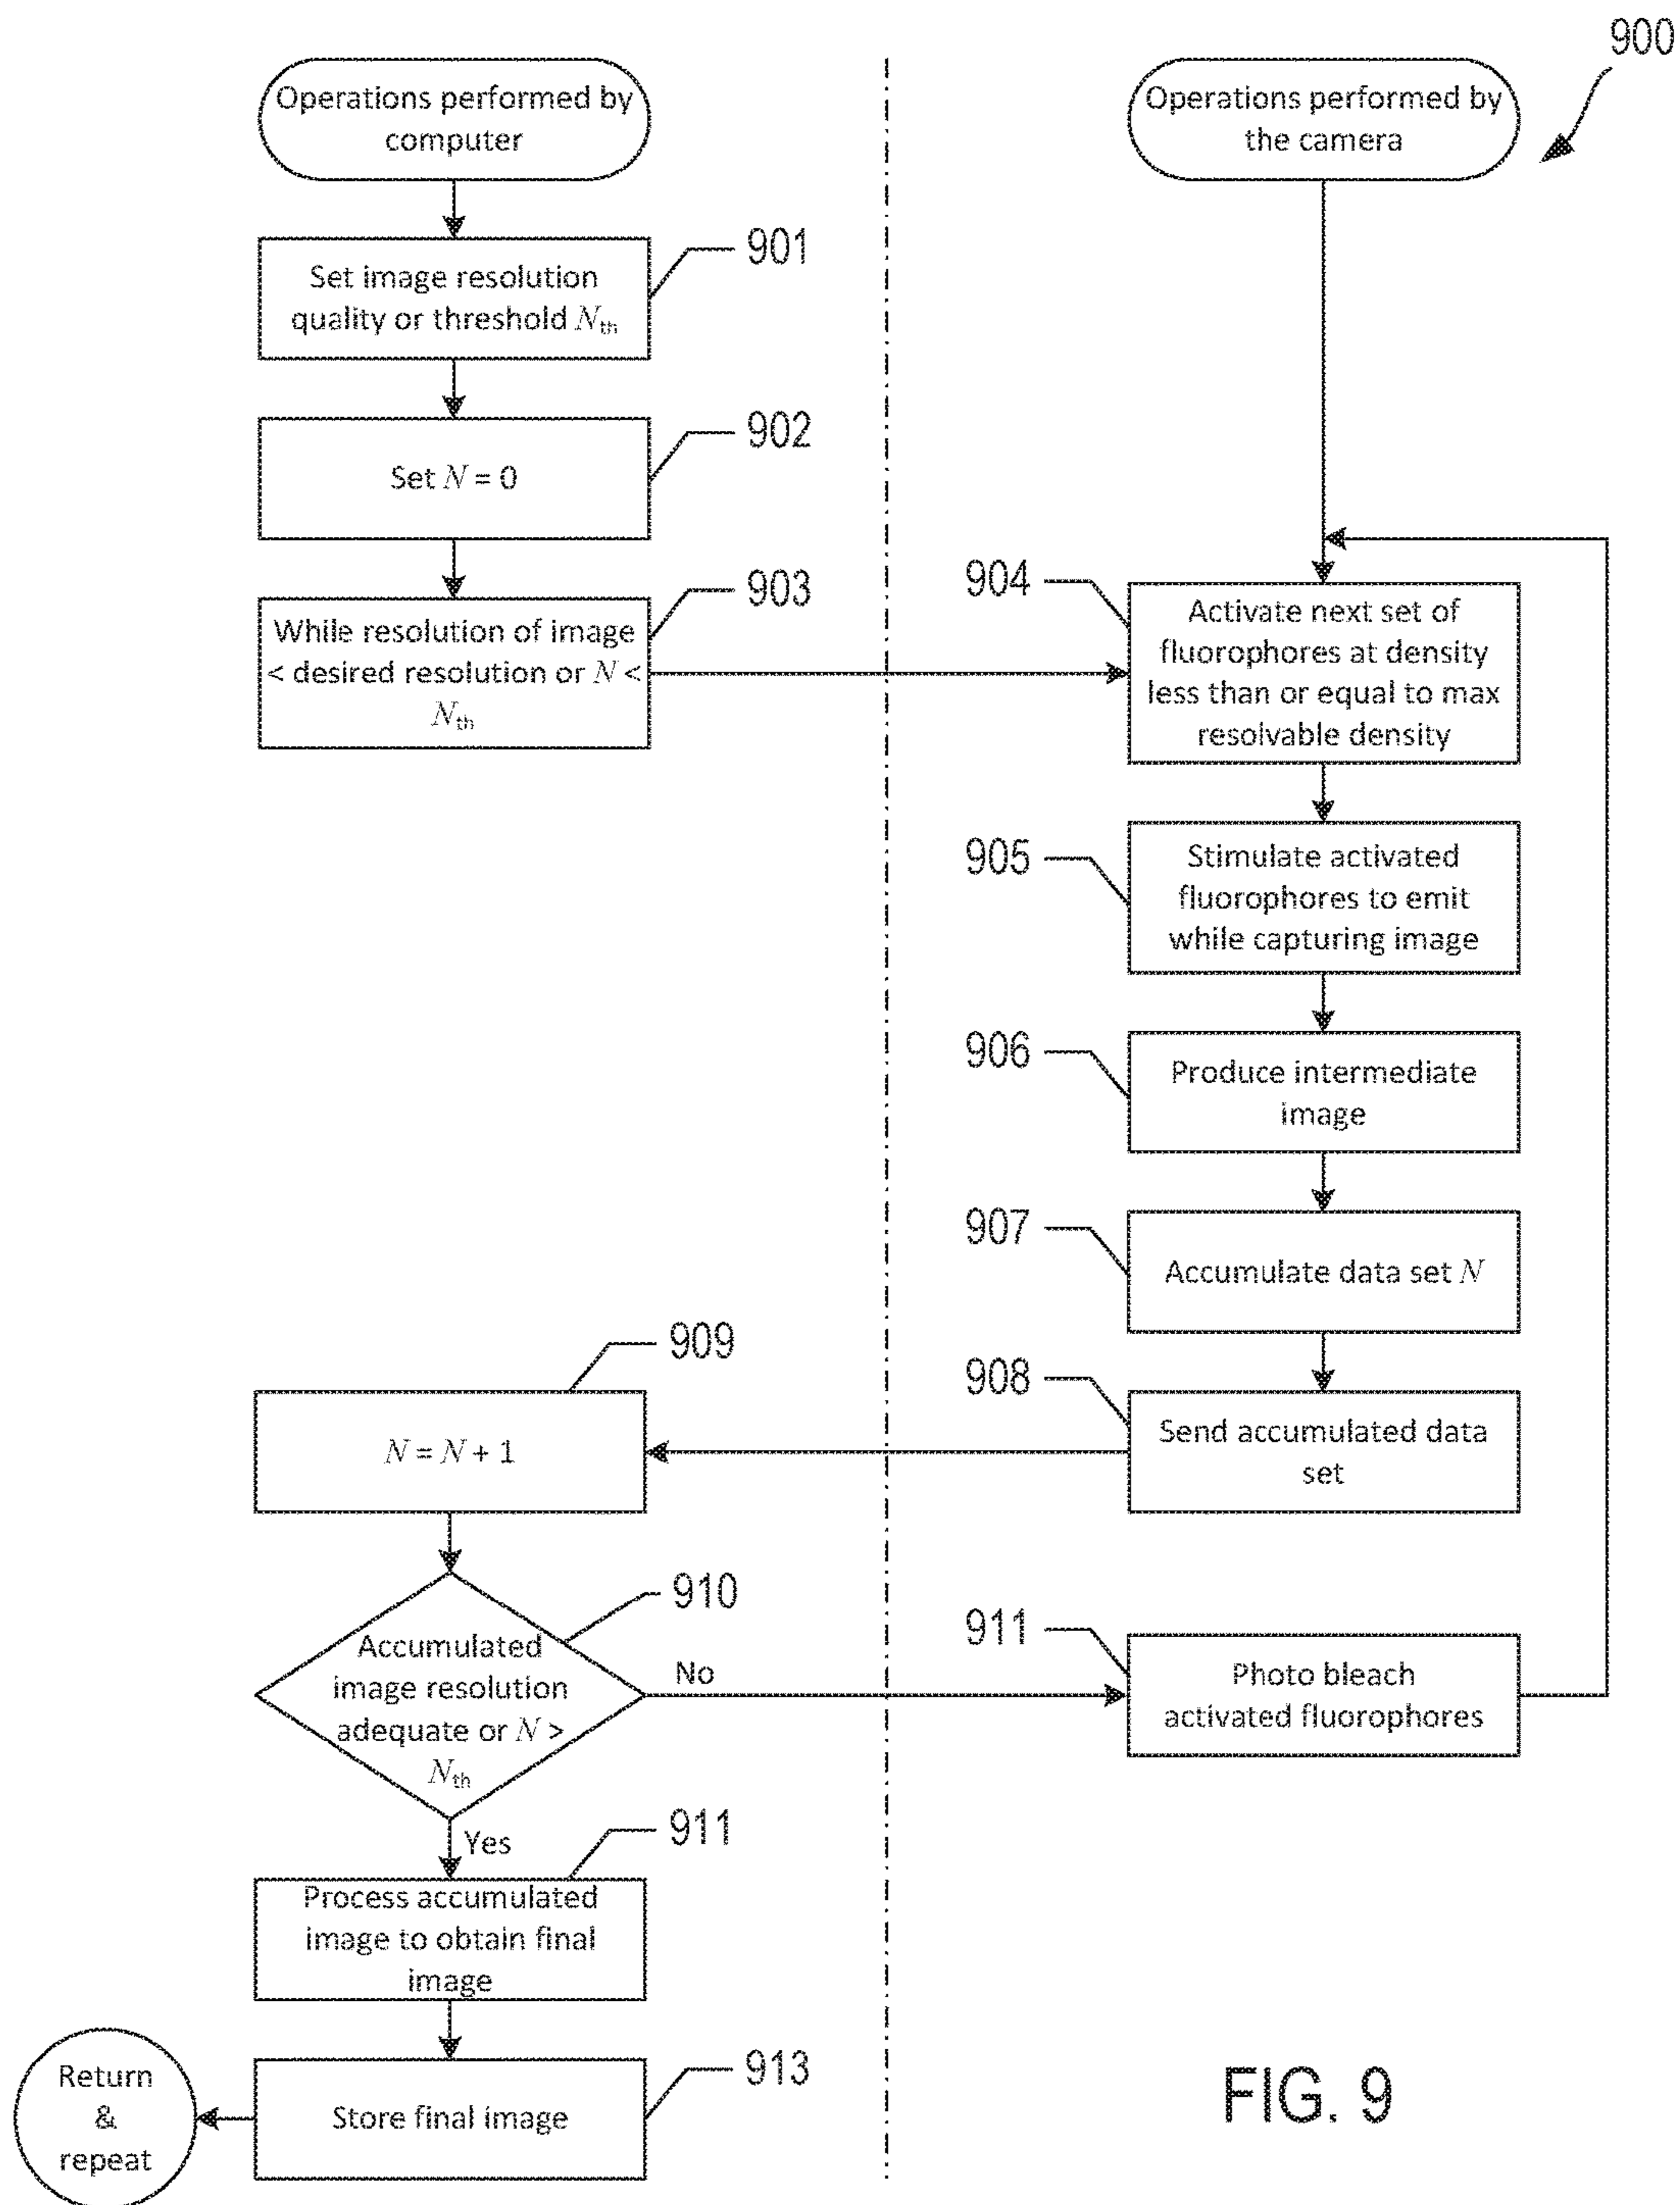 900
Operations performed by
computer
Operations performed by
the camera
901
Set image resolution
quality or threshold Nth
902
Set N = 0
903
While resolution of image
< desired resolution or N <
Nth
904
Activate next set of
fluorophores at density
less than or equal to max
resolvable density
905
Stimulate activated
fluorophores to emit
while capturing image
906
Produce intermediate
image
907
Accumulate data set N
908
Send accumulated data
set
909
N = N + 1
910
Accumulated
image resolution
adequate or N >
Nth
No
911
Photo bleach
activated fluorophores
Yes
911
Process accumulated
image to obtain final
image
913
Store final image
Return
&
repeat
FIG. 9